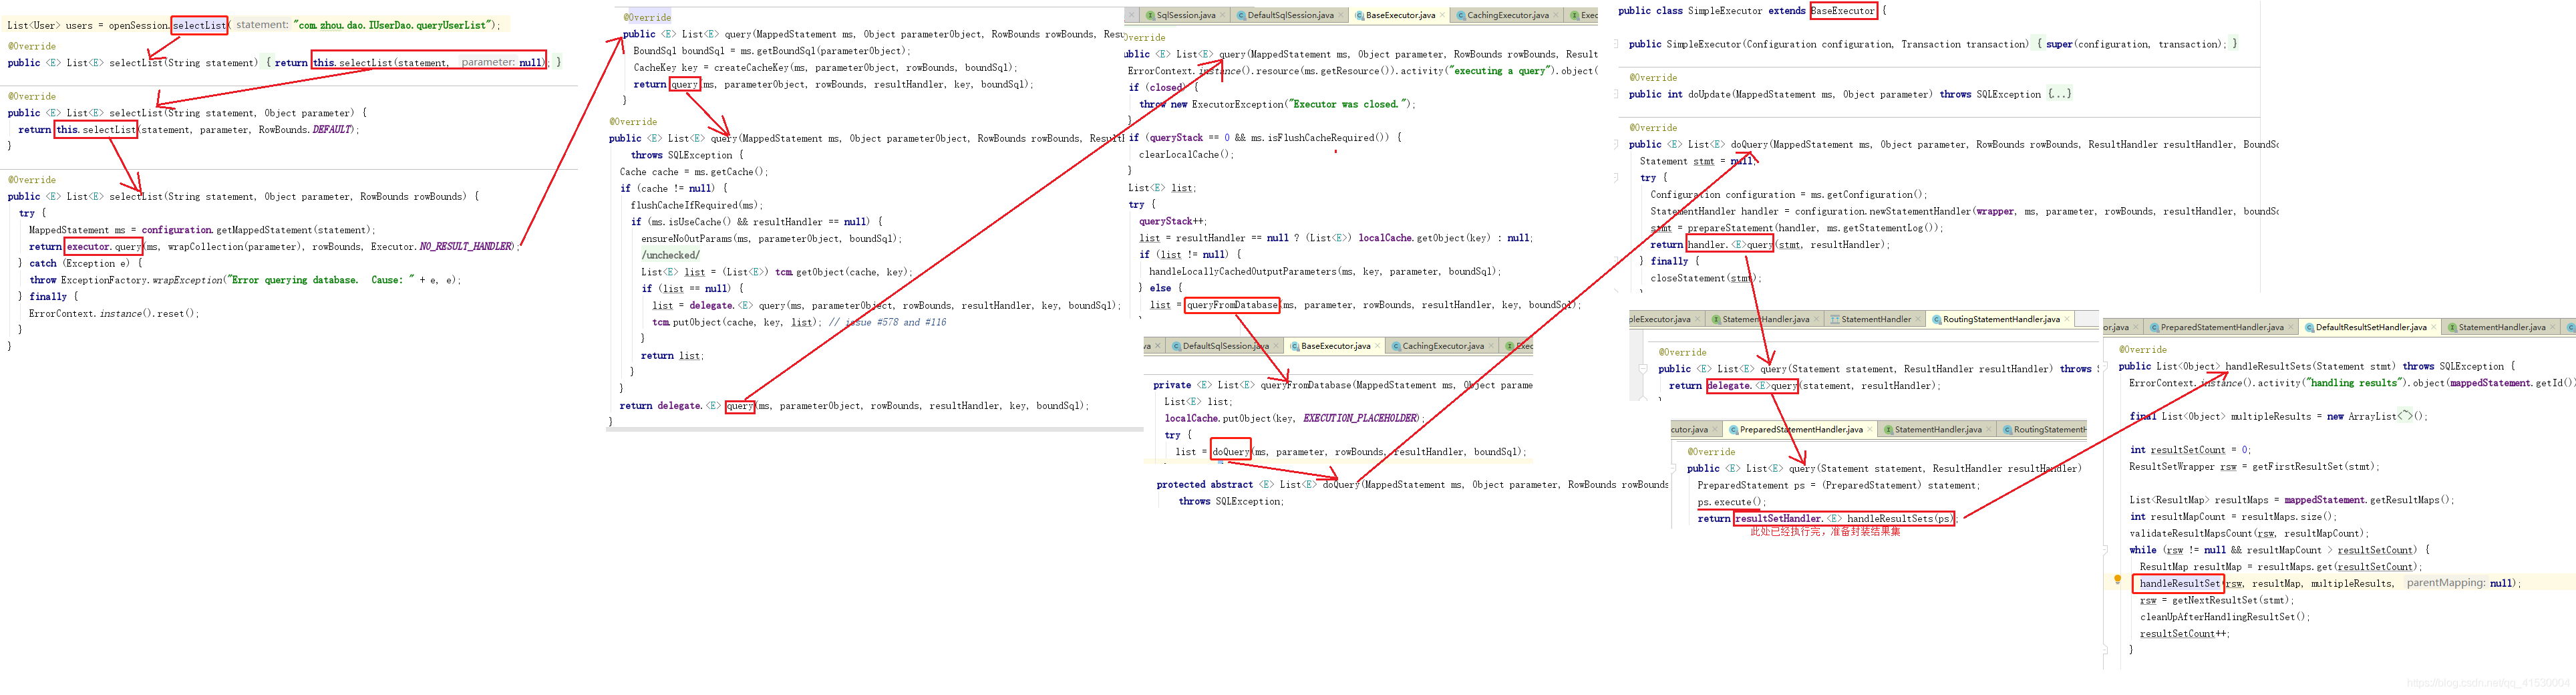 List<User> users = openSession.selectList( statement: "com.zhou.dao.IUserDao.queryUserList");
@Override
public <E> List<E> selectList(String statement) { return this.selectList(statement, parameter: null); }
@Override
public <E> List<E> selectList(String statement, Object parameter) {
return this.selectList(statement, parameter, RowBounds.DEFAULT);
}
@Override
public <E> List<E> selectList(String statement, Object parameter, RowBounds rowBounds) {
try {
MappedStatement ms = configuration.getMappedStatement(statement);
return executor.query(ms, wrapCollection(parameter), rowBounds, Executor.NO_RESULT_HANDLER);
} catch (Exception e) {
throw ExceptionFactory.wrapException("Error querying database.  Cause: " + e, e);
} finally {
ErrorContext.instance().reset();
}
}
@Override
public <E> List<E> query(MappedStatement ms, Object parameterObject, RowBounds rowBounds, Resu
BoundSql boundSql = ms.getBoundSql(parameterObject);
CacheKey key = createCacheKey(ms, parameterObject, rowBounds, boundSql);
return query(ms, parameterObject, rowBounds, resultHandler, key, boundSql);
}
@Override
public <E> List<E> query(MappedStatement ms, Object parameterObject, RowBounds rowBounds, Result
throws SQLException {
Cache cache = ms.getCache();
if (cache != null) {
flushCacheIfRequired(ms);
if (ms.isUseCache() && resultHandler == null) {
ensureNoOutParams(ms, parameterObject, boundSql);
/unchecked/
List<E> list = (List<E>) tcm.getObject(cache, key);
if (list == null) {
list = delegate.<E> query(ms, parameterObject, rowBounds, resultHandler, key, boundSql);
tcm.putObject(cache, key, list); // issue #578 and #116
}
return list;
}
}
return delegate.<E> query(ms, parameterObject, rowBounds, resultHandler, key, boundSql);
}
SqlSession.java DefaultSqlSession.java BaseExecutor.java CachingExecutor.java Exec
Override
ublic <E> List<E> query(MappedStatement ms, Object parameter, RowBounds rowBounds, Result
ErrorContext.instance().resource(ms.getResource()).activity("executing a query").object(
if (closed) {
throw new ExecutorException("Executor was closed.");
}
if (queryStack == 0 && ms.isFlushCacheRequired()) {
clearLocalCache();
}
List<E> list;
try {
queryStack++;
list = resultHandler == null ? (List<E>) localCache.getObject(key) : null;
if (list != null) {
handleLocallyCachedOutputParameters(ms, key, parameter, boundSql);
} else {
list = queryFromDatabase(ms, parameter, rowBounds, resultHandler, key, boundSql);
va DefaultSqlSession.java BaseExecutor.java CachingExecutor.java Exec
private <E> List<E> queryFromDatabase(MappedStatement ms, Object parame
List<E> list;
localCache.putObject(key, EXECUTION_PLACEHOLDER);
try {
list = doQuery(ms, parameter, rowBounds, resultHandler, boundSql);
protected abstract <E> List<E> doQuery(MappedStatement ms, Object parameter, RowBounds rowBounds
throws SQLException;
public class SimpleExecutor extends BaseExecutor {
public SimpleExecutor(Configuration configuration, Transaction transaction) { super(configuration, transaction); }
@Override
public int doUpdate(MappedStatement ms, Object parameter) throws SQLException {...}
@Override
public <E> List<E> doQuery(MappedStatement ms, Object parameter, RowBounds rowBounds, ResultHandler resultHandler, BoundSq
Statement stmt = null;
try {
Configuration configuration = ms.getConfiguration();
StatementHandler handler = configuration.newStatementHandler(wrapper, ms, parameter, rowBounds, resultHandler, boundSq
stmt = prepareStatement(handler, ms.getStatementLog());
return handler.<E>query(stmt, resultHandler);
} finally {
closeStatement(stmt);
pleExecutor.java StatementHandler.java StatementHandler RoutingStatementHandler.java
@Override
public <E> List<E> query(Statement statement, ResultHandler resultHandler) throws S
return delegate.<E>query(statement, resultHandler);
cutor.java PreparedStatementHandler.java StatementHandler.java RoutingStatementH
@Override
public <E> List<E> query(Statement statement, ResultHandler resultHandler)
PreparedStatement ps = (PreparedStatement) statement;
ps.execute();
return resultSetHandler.<E> handleResultSets(ps);
此处已经执行完，准备封装结果集
or.java PreparedStatementHandler.java DefaultResultSetHandler.java StatementHandler.java
@Override
public List<Object> handleResultSets(Statement stmt) throws SQLException {
ErrorContext.instance().activity("handling results").object(mappedStatement.getId())
final List<Object> multipleResults = new ArrayList<~>();
int resultSetCount = 0;
ResultSetWrapper rsw = getFirstResultSet(stmt);
List<ResultMap> resultMaps = mappedStatement.getResultMaps();
int resultMapCount = resultMaps.size();
validateResultMapsCount(rsw, resultMapCount);
while (rsw != null && resultMapCount > resultSetCount) {
ResultMap resultMap = resultMaps.get(resultSetCount);
handleResultSet(rsw, resultMap, multipleResults, parentMapping: null);
rsw = getNextResultSet(stmt);
cleanUpAfterHandlingResultSet();
resultSetCount++;
}
https://blog.csdn.net/qq_41530004